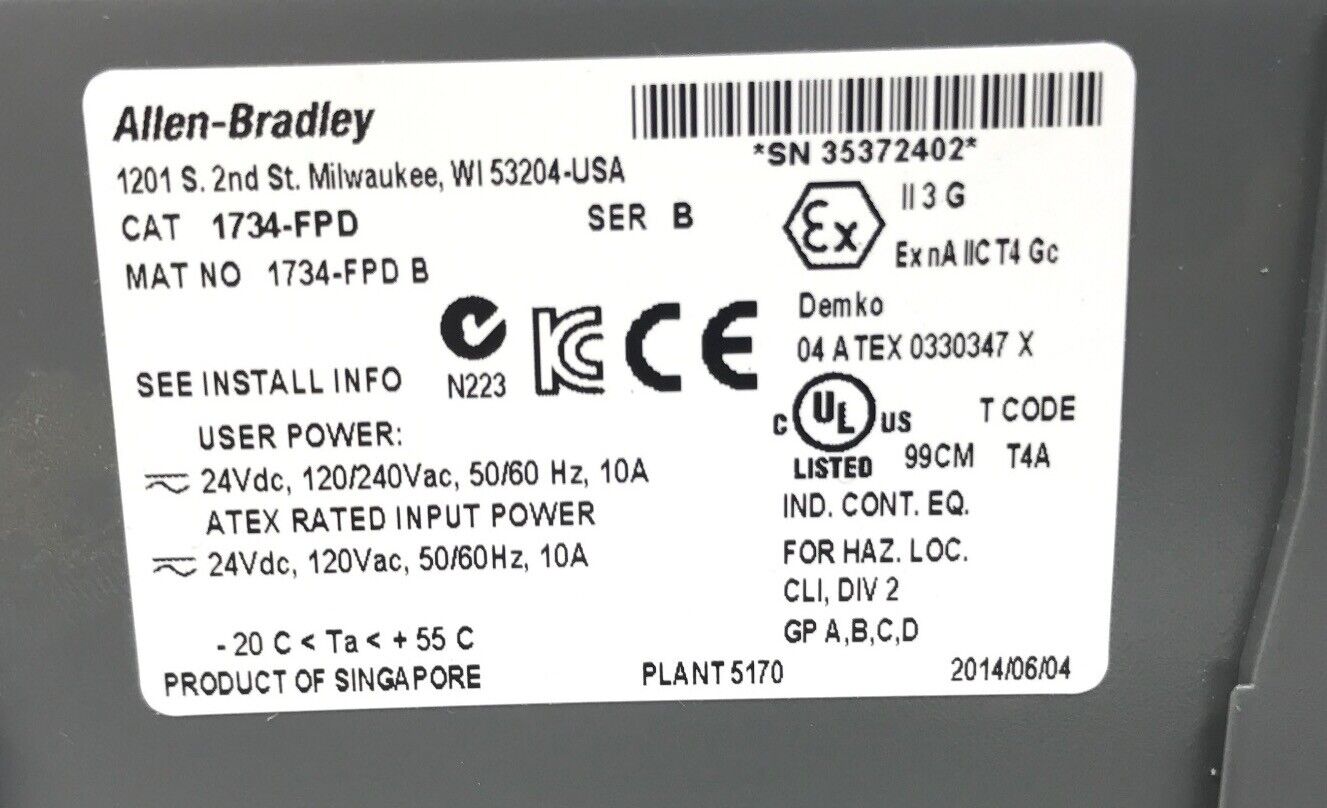 Allen-Bradley
1201 S. 2nd St. Milwaukee, WI 53204-USA
CAT 1734-FPD SER B
MAT NO 1734-FPD B
*SN 35372402*
Ex II 3 G
Ex nA IIC T4 Gc
Demko
04 ATEX 0330347 X
N223
KC
CE
SEE INSTALL INFO
USER POWER:
24Vdc, 120/240Vac, 50/60 Hz, 10A
ATEX RATED INPUT POWER
24Vdc, 120Vac, 50/60Hz, 10A
C UL US T CODE
LISTED 99CM T4A
IND. CONT. EQ.
FOR HAZ. LOC.
CLI, DIV 2
GP A,B,C,D
- 20 C < Ta < + 55 C
PRODUCT OF SINGAPORE PLANT 5170 2014/06/04